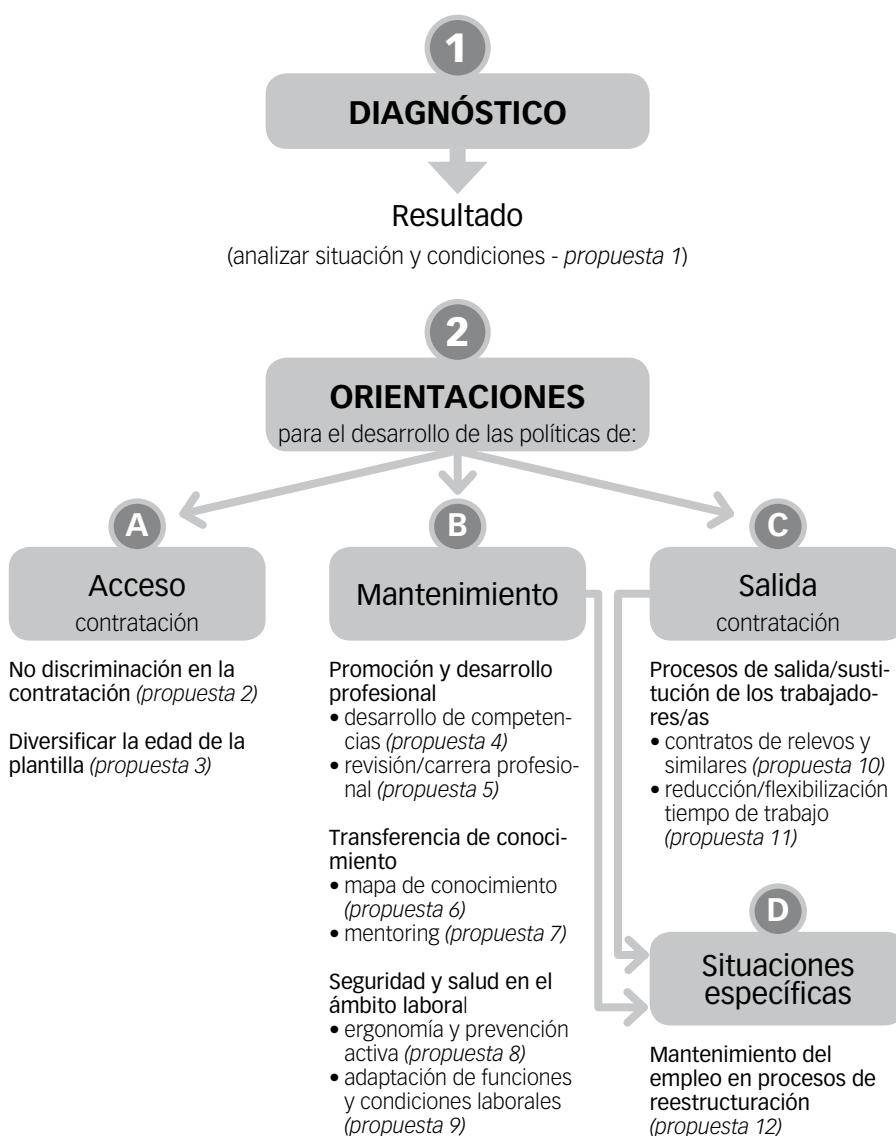 1
DIAGNÓSTICO
Resultado
(analizar situación y condiciones - propuesta 1)
2
ORIENTACIONES
para el desarrollo de las políticas de:
A
Acceso
contratación
No discriminación en la
contratación (propuesta 2)
Diversificar la edad de la
plantilla (propuesta 3)
B
Mantenimiento
Promoción y desarrollo
profesional
• desarrollo de competen-
cias (propuesta 4)
• revisión/carrera profesio-
nal (propuesta 5)
Transferencia de conoci-
miento
• mapa de conocimiento
(propuesta 6)
• mentoring (propuesta 7)
Seguridad y salud en el
ámbito laboral
• ergonomía y prevención
activa (propuesta 8)
• adaptación de funciones
y condiciones laborales
(propuesta 9)
C
Salida
contratación
Procesos de salida/susti-
tución de los trabajado-
res/as
• contratos de relevos y
similares (propuesta 10)
• reducción/flexibilización
tiempo de trabajo
(propuesta 11)
D
Situaciones
específicas
Mantenimiento del
empleo en procesos de
reestructuración
(propuesta 12)